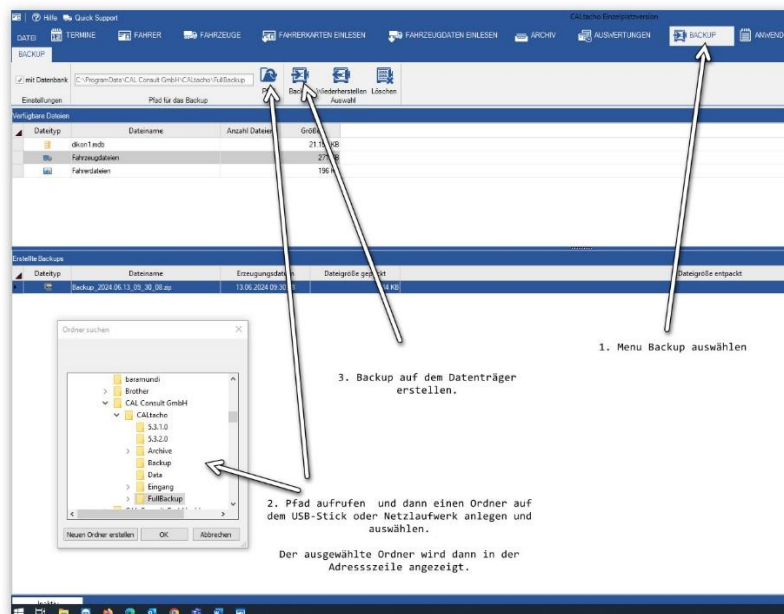 Hilfe Quick Support
CALtacho Einzelplatzversion
DATEI TERMINE FAHRER FAHRZEUGE FAHRERKARTEN EINLESEN FAHRZEUGDATEN EINLESEN ARCHIV AUSWERTUNGEN BACKUP ANWEND
BACKUP
mit Datenbank C:\ProgramData\CAL Consult GmbH\CALtacho\FullBackup
Wiederherstellen Löschen
Einstellungen Pfad für das Backup Auswahl
Verfügbare Dateien
Dateityp Dateiname Anzahl Dateien
dikon1.mdb
Fahrzeugdateien
Fahrerdateien
Erstellte Backups
Dateityp Dateiname Erzeugungsdatum Dateigröße entpackt
Backup_2024.06.13_09_30_08.zip 13.06.2024 KB
Ordner suchen
baramundi
Brother
CAL Consult GmbH
CALtacho
5.3.1.0
5.3.2.0
Archive
Backup
Data
Eingang
FullBackup
Neuen Ordner erstellen OK Abbrechen
1. Menu Backup auswählen
3. Backup auf dem Datenträger
erstellen.
2. Pfad aufrufen und dann einen Ordner auf
dem USB-Stick oder Netzlaufwerk anlegen und
auswählen.
Der ausgewählte Ordner wird dann in der
Adressszeile angezeigt.